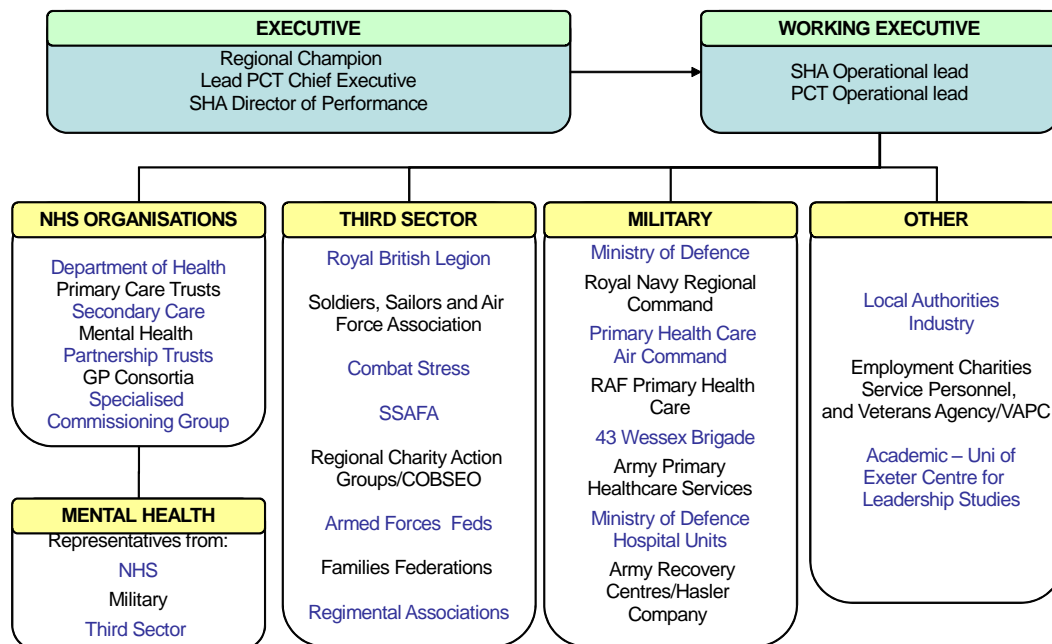 EXECUTIVE
Regional Champion
Lead PCT Chief Executive
SHA Director of Performance
WORKING EXECUTIVE
SHA Operational lead
PCT Operational lead
NHS ORGANISATIONS
Department of Health
Primary Care Trusts
Secondary Care
Mental Health
Partnership Trusts
GP Consortia
Specialised
Commissioning Group
MENTAL HEALTH
Representatives from:
NHS
Military
Third Sector
THIRD SECTOR
Royal British Legion
Soldiers, Sailors and Air
Force Association
Combat Stress
SSAFA
Regional Charity Action
Groups/COBSEO
Armed Forces Feds
Families Federations
Regimental Associations
MILITARY
Ministry of Defence
Royal Navy Regional
Command
Primary Health Care
Air Command
RAF Primary Health
Care
43 Wessex Brigade
Army Primary
Healthcare Services
Ministry of Defence
Hospital Units
Army Recovery
Centres/Hasler
Company
OTHER
Local Authorities
Industry
Employment Charities
Service Personnel,
and Veterans Agency/VAPC
Academic – Uni of
Exeter Centre for
Leadership Studies